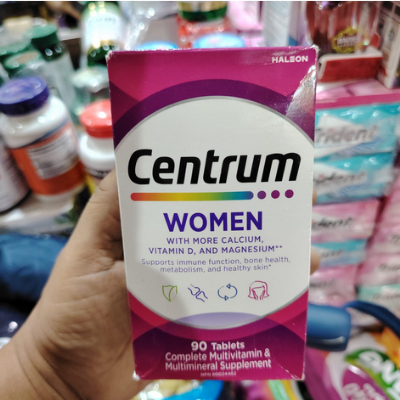 HALEON
Centrum
WOMEN
WITH MORE CALCIUM,
VITAMIN D, AND MAGNESIUM**
Supports immune function, bone health,
metabolism, and healthy skin*
90 Tablets
Complete Multivitamin &
Multimineral Supplement
Trident